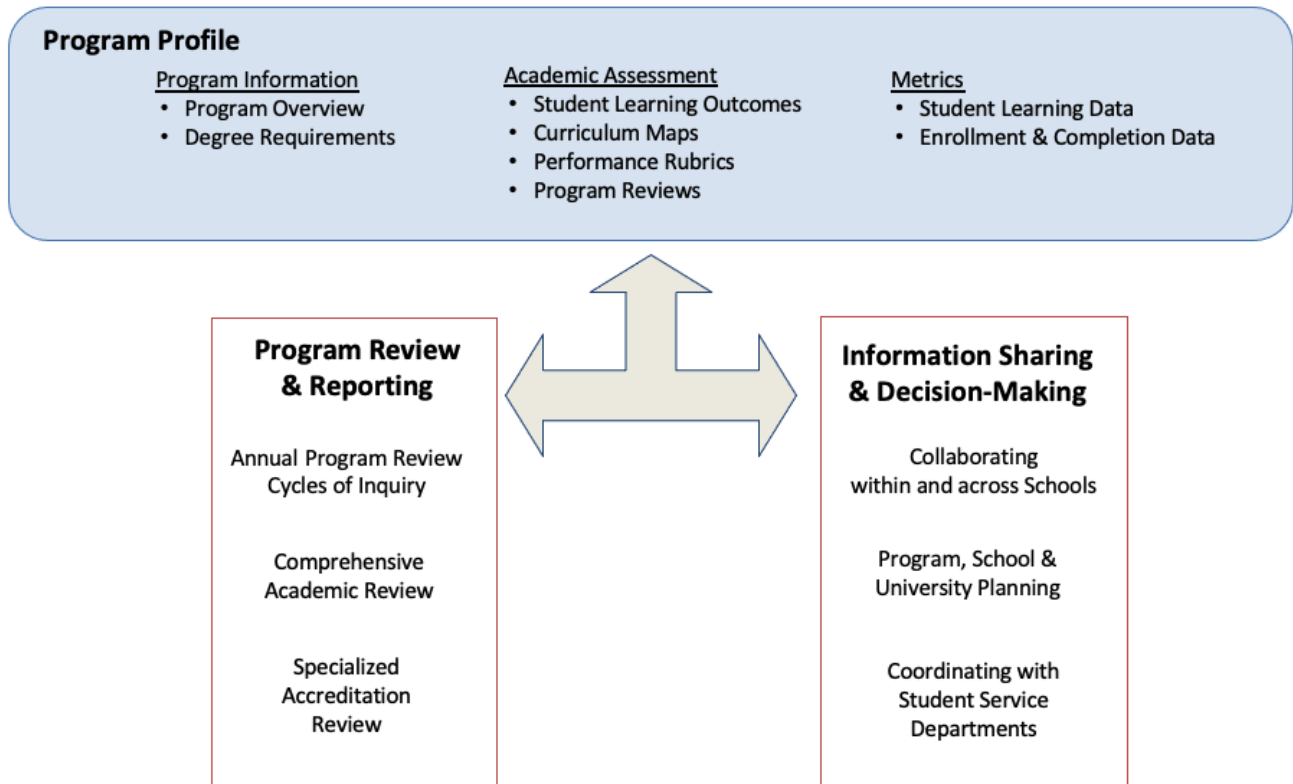 Program Profile
Program Information
• Program Overview
• Degree Requirements
Academic Assessment
• Student Learning Outcomes
• Curriculum Maps
• Performance Rubrics
• Program Reviews
Metrics
• Student Learning Data
• Enrollment & Completion Data
Program Review
& Reporting
Annual Program Review
Cycles of Inquiry
Comprehensive
Academic Review
Specialized
Accreditation
Review
Information Sharing
& Decision-Making
Collaborating
within and across Schools
Program, School &
University Planning
Coordinating with
Student Service
Departments